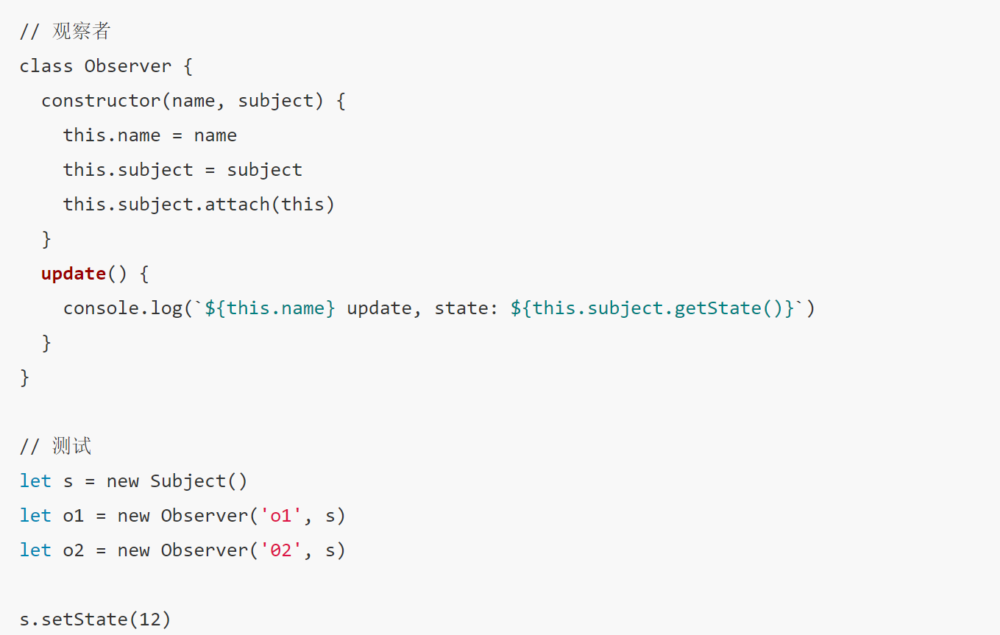 // 观察者
class Observer {
  constructor(name, subject) {
    this.name = name
    this.subject = subject
    this.subject.attach(this)
  }
  update() {
    console.log(`${this.name} update, state: ${this.subject.getState()}`)
  }
}

// 测试
let s = new Subject()
let o1 = new Observer('o1', s)
let o2 = new Observer('02', s)

s.setState(12)